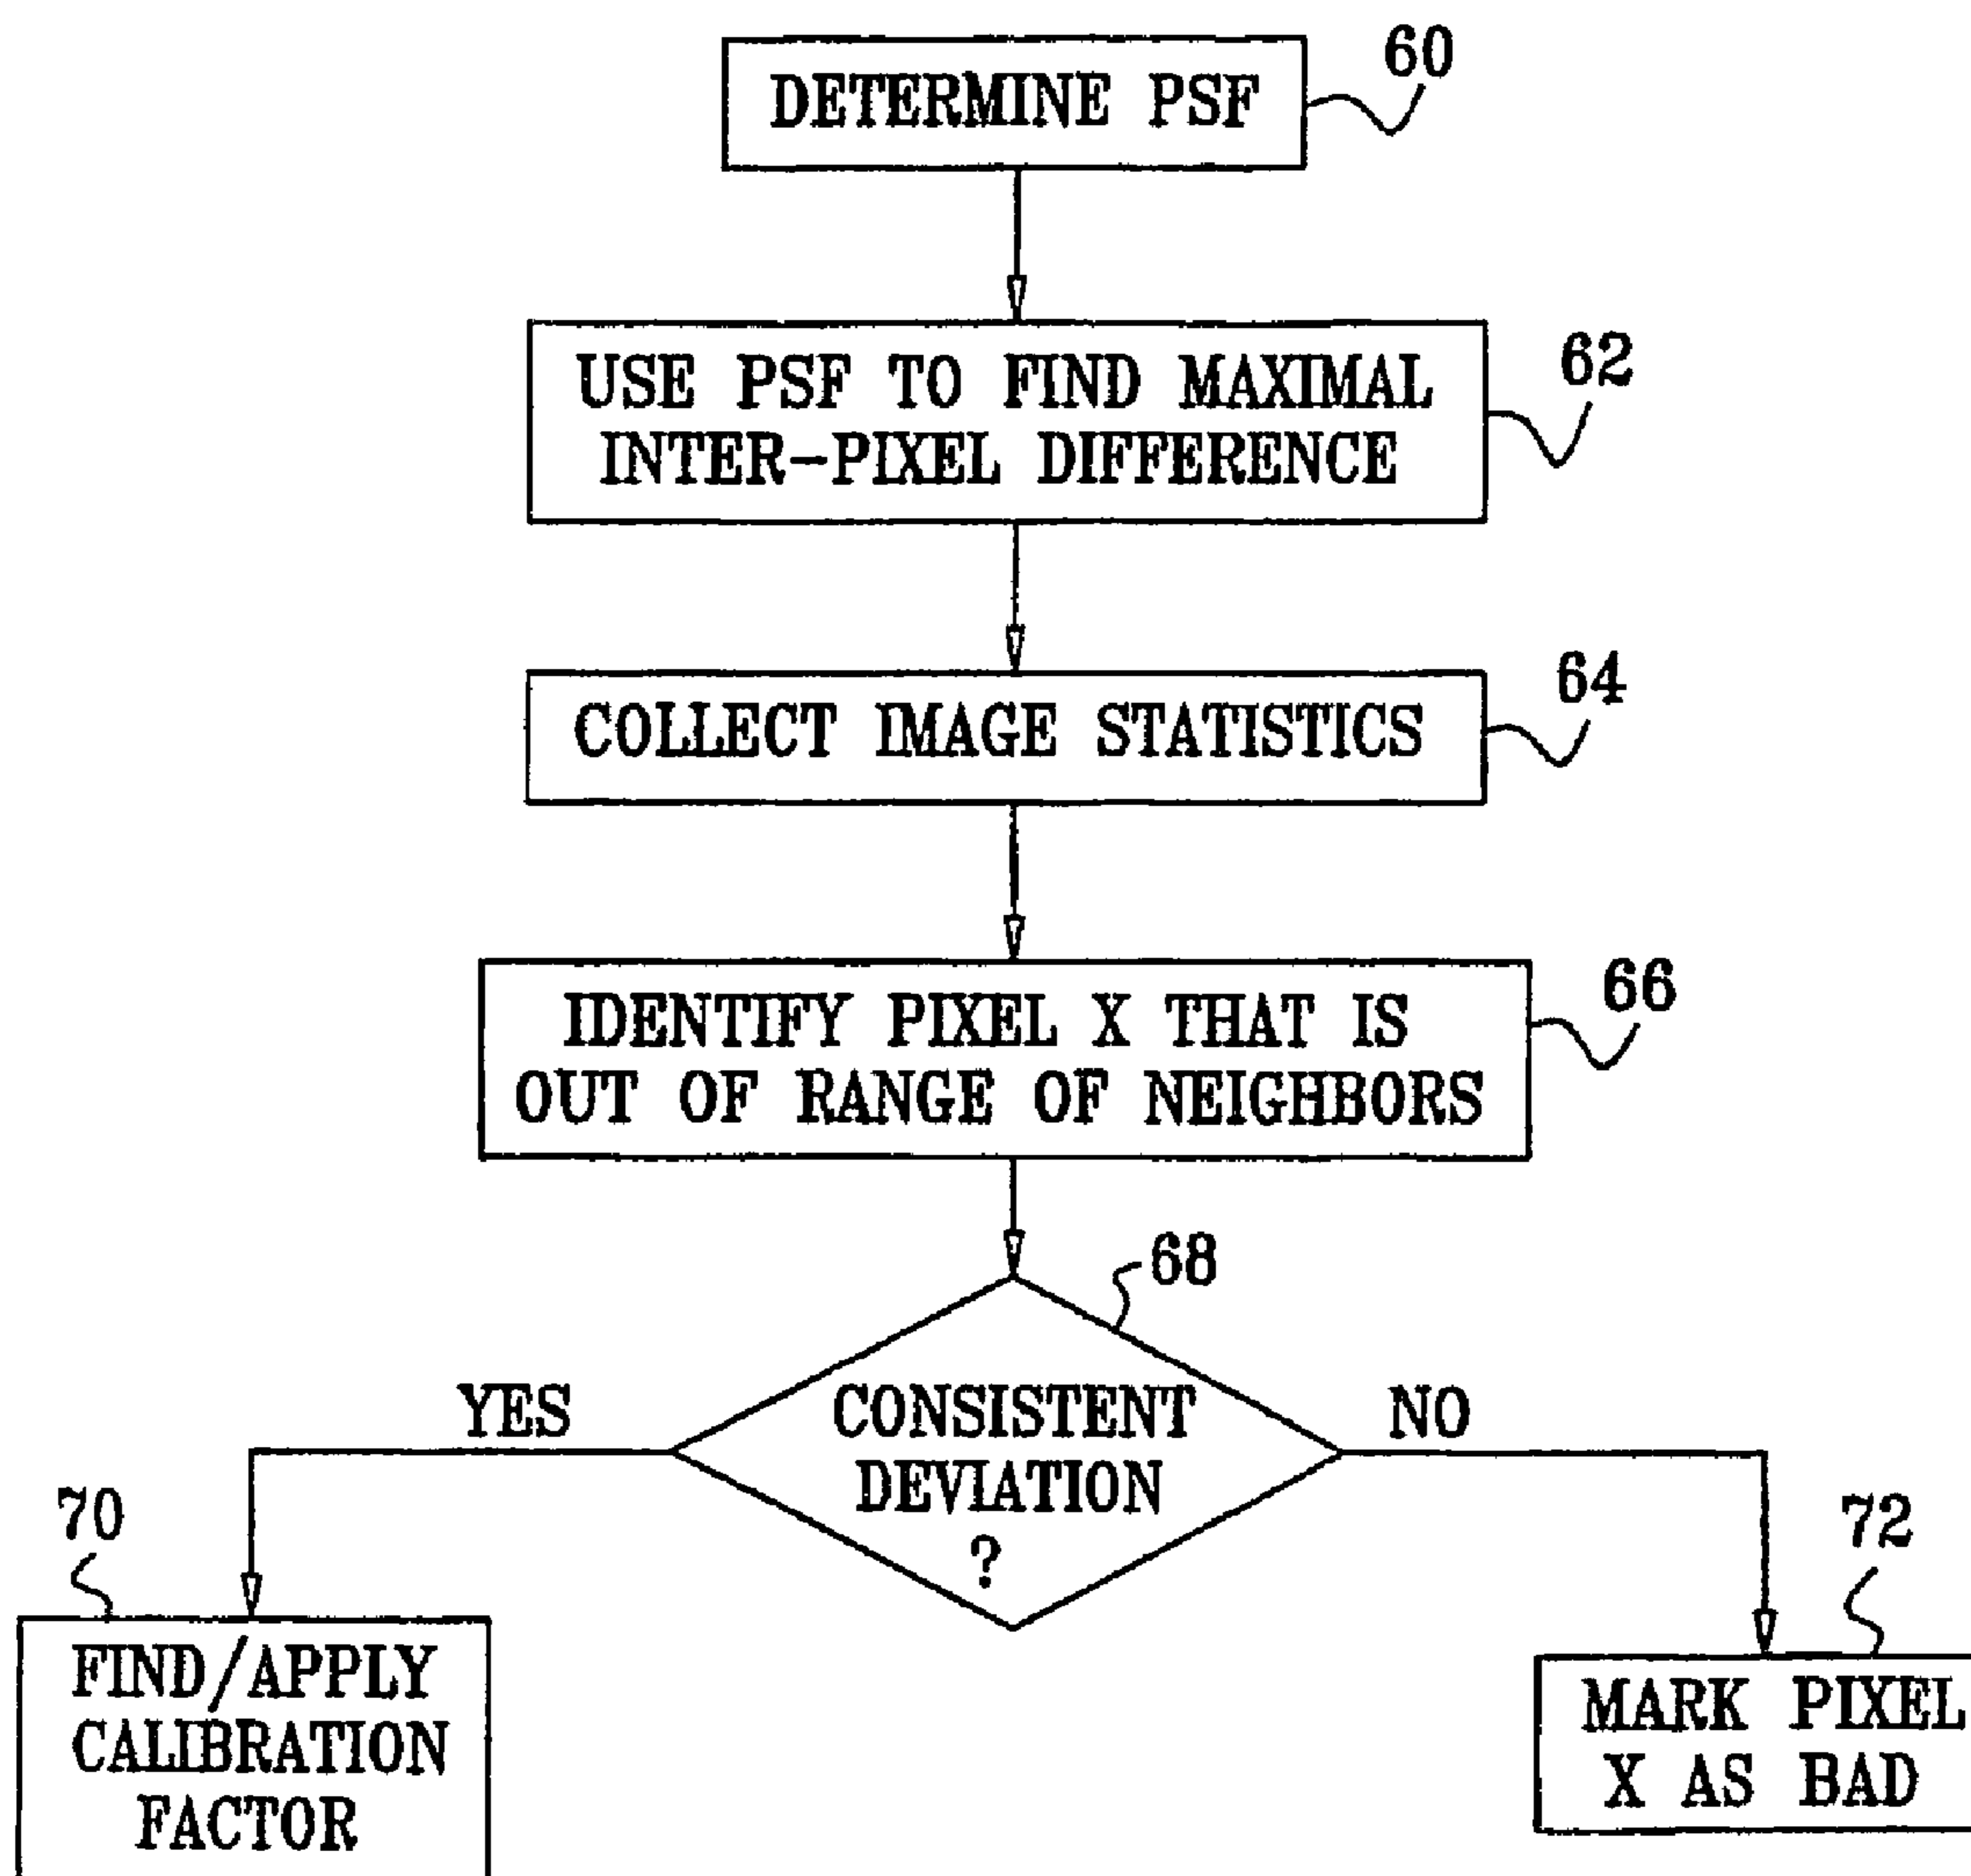 60
DETERMINE PSF
62
USE PSF TO FIND MAXIMAL
INTER-PIXEL DIFFERENCE
64
COLLECT IMAGE STATISTICS
66
IDENTIFY PIXEL X THAT IS
OUT OF RANGE OF NEIGHBORS
68
YES
CONSISTENT
DEVIATION
?
NO
70
FIND/APPLY
CALIBRATION
FACTOR
72
MARK PIXEL
X AS BAD